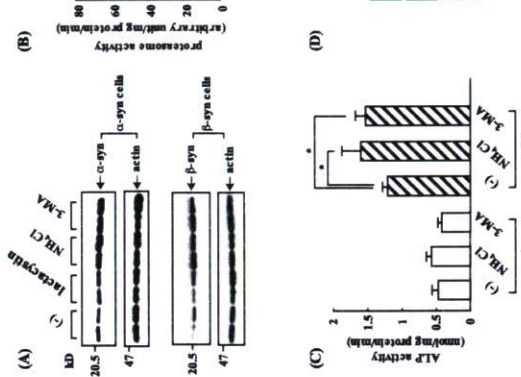 (A)
kD
(-)
lactacystin
NH₄Cl
3-MA
20.5
α-syn
47
actin
α-syn cells
20.5
β-syn
47
actin
β-syn cells
(B)
proteasome activity
(arbitrary unit/mg protein/min)
80
60
40
20
0
(C)
ALP activity
(nmol/mg protein/min)
2
1.5
1
0.5
0
(-)
NH₄Cl
3-MA
(-)
NH₄Cl
3-MA
*
*
(D)